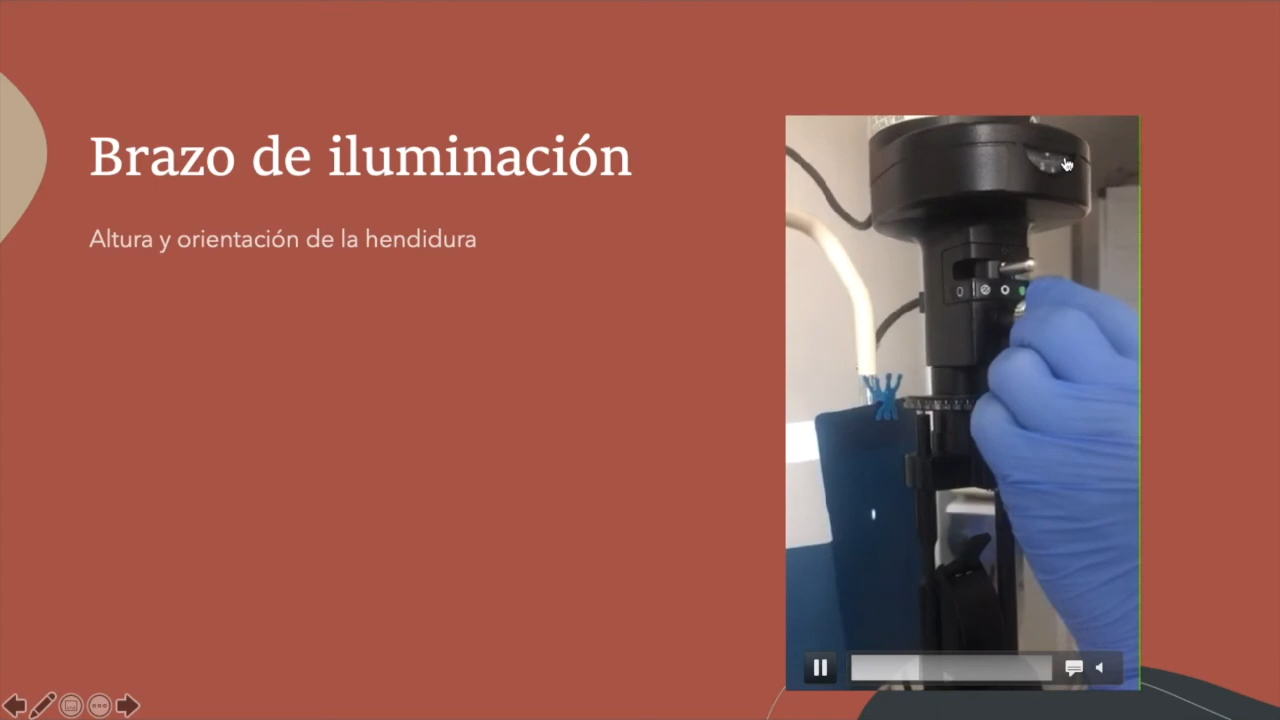 Brazo de iluminación
Altura y orientación de la hendidura